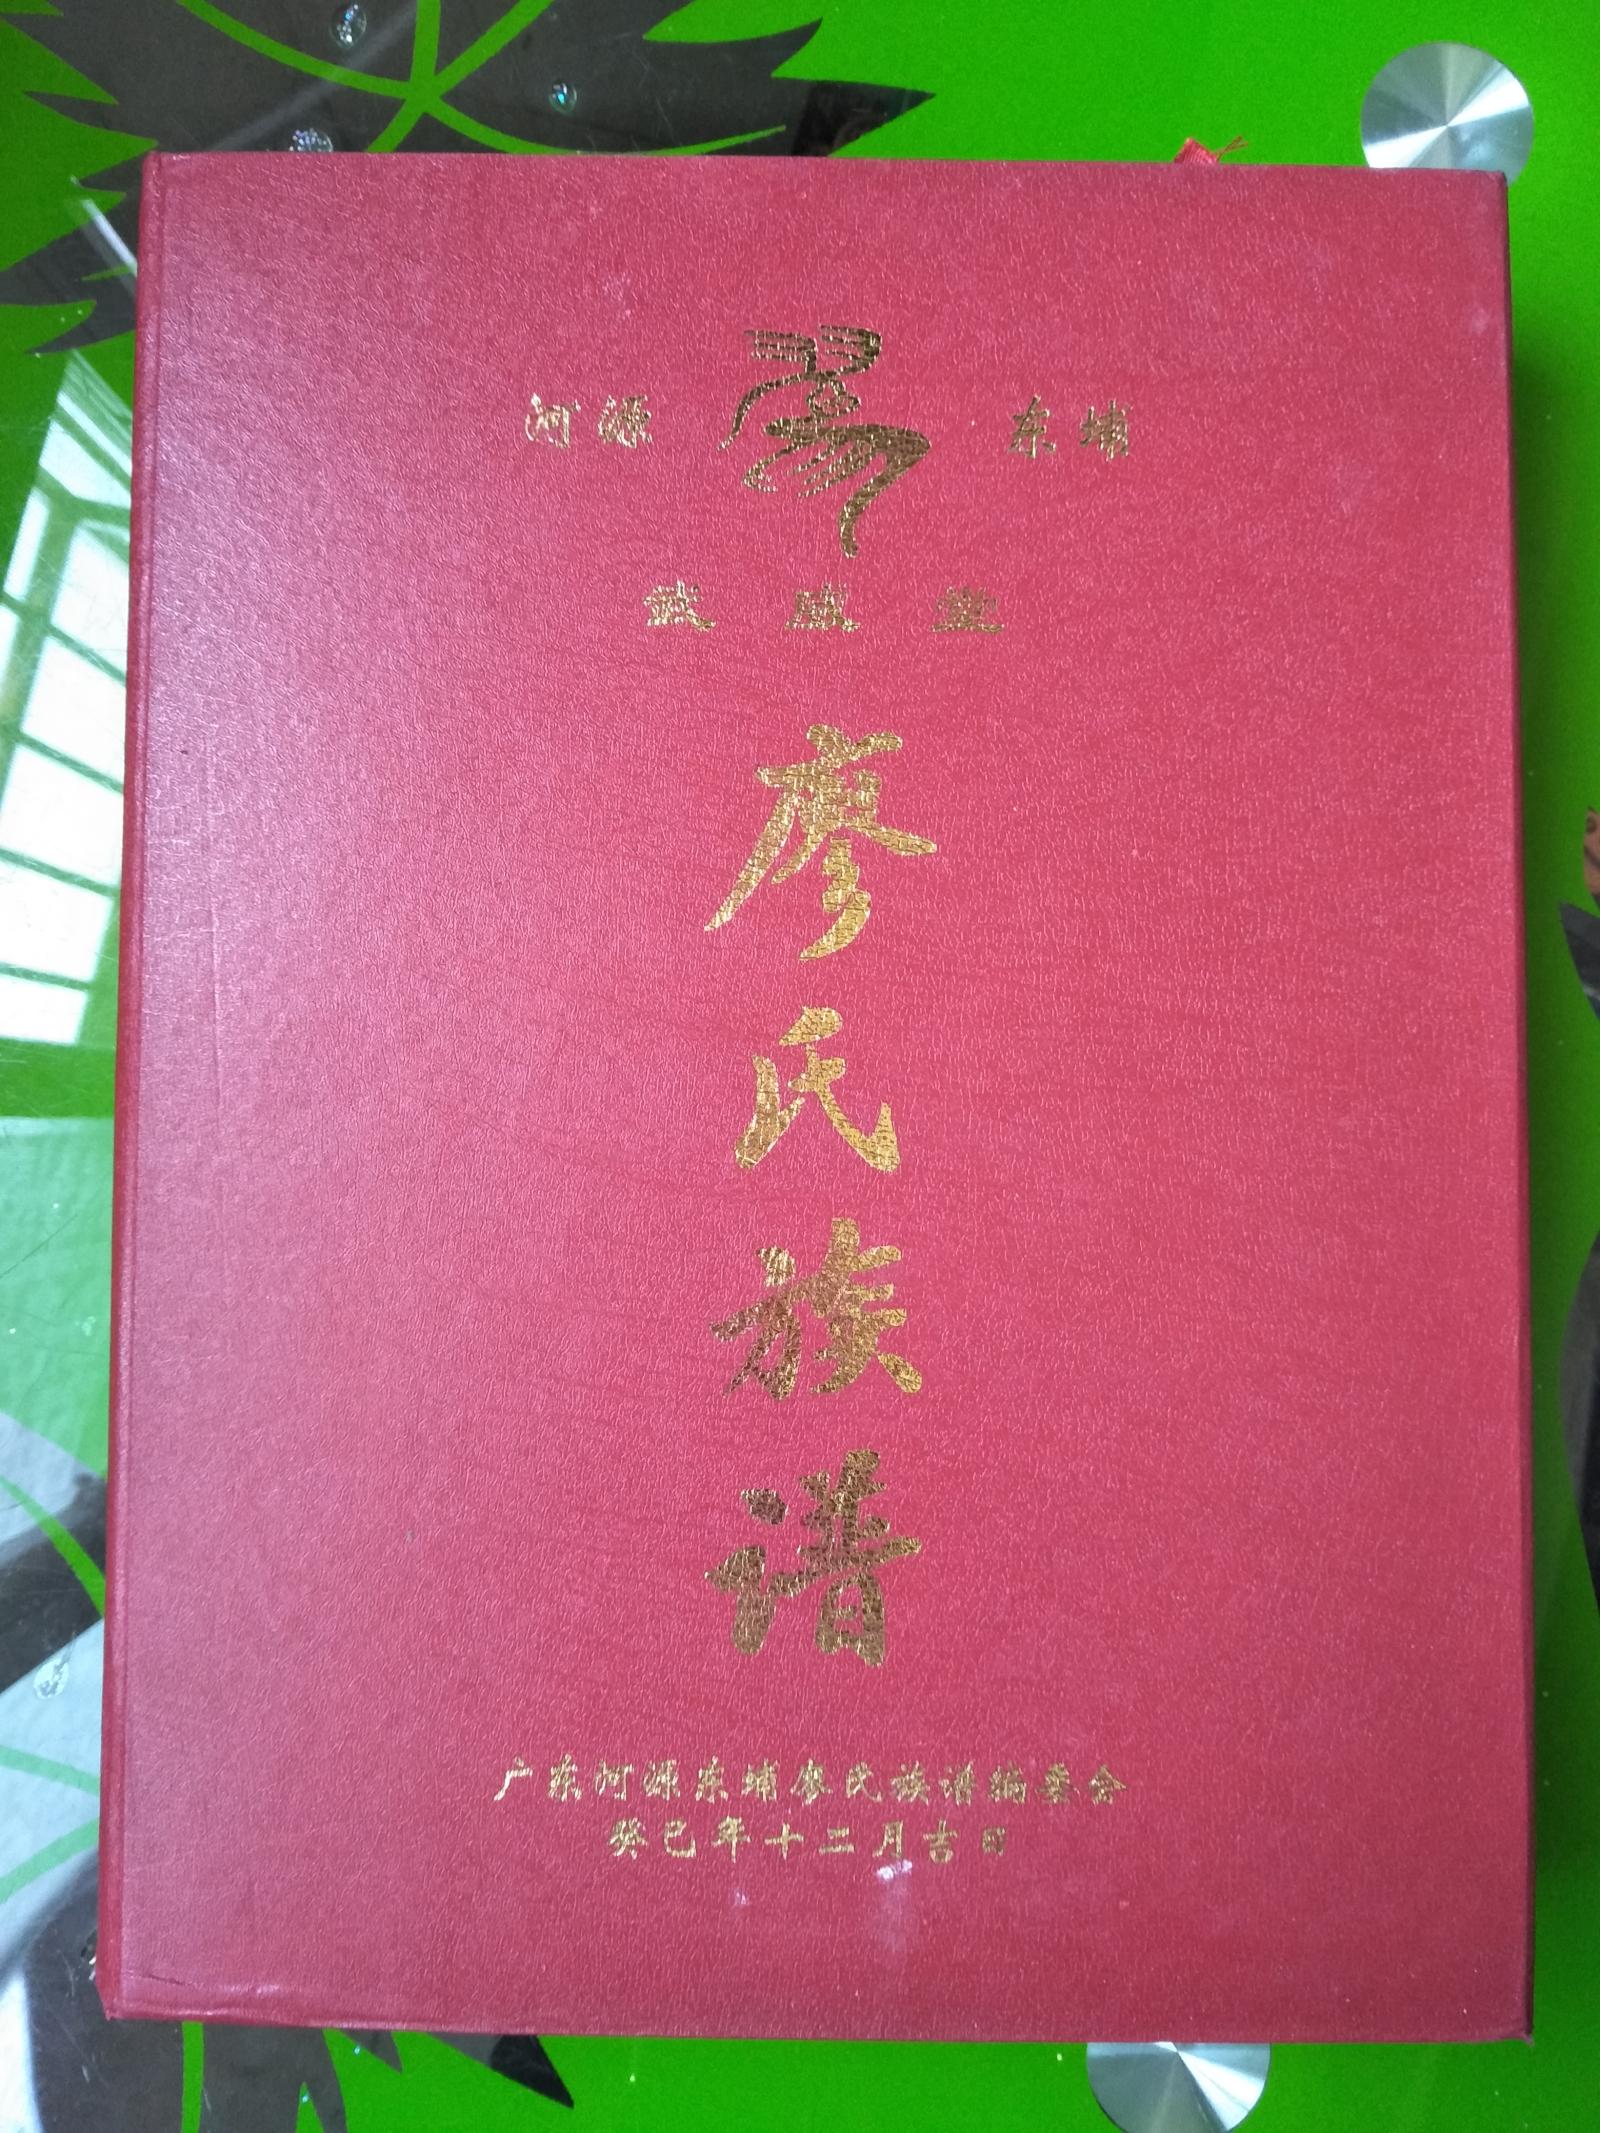 河源 东埔
武威堂
廖氏族谱
广东河源东埔廖氏族谱编委会
癸巳年十二月吉日